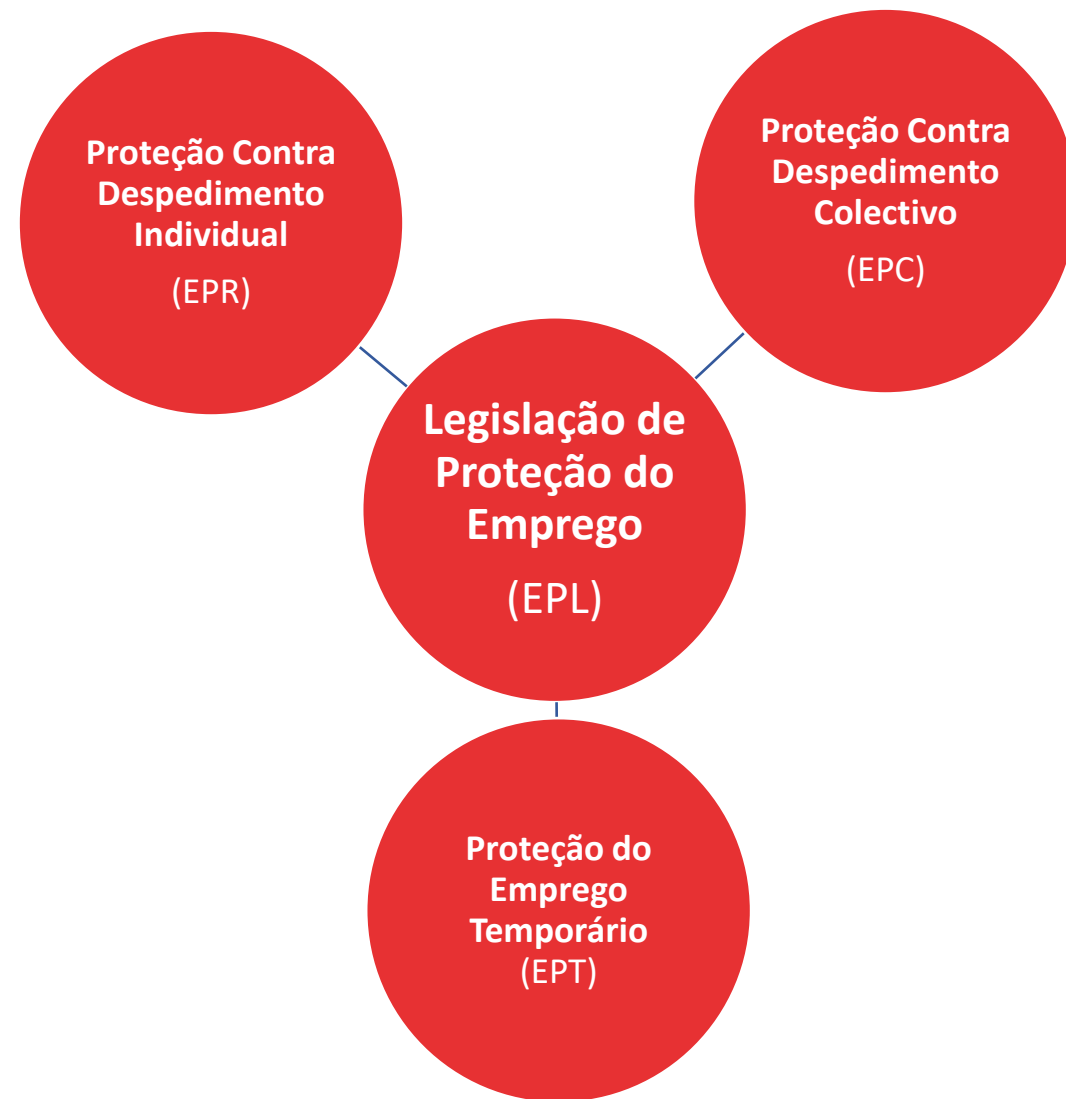 Proteção Contra
Despedimento
Individual
(EPR)
Proteção Contra
Despedimento
Colectivo
(EPC)
Legislação de
Proteção do
Emprego
(EPL)
Proteção do
Emprego
Temporário
(EPT)